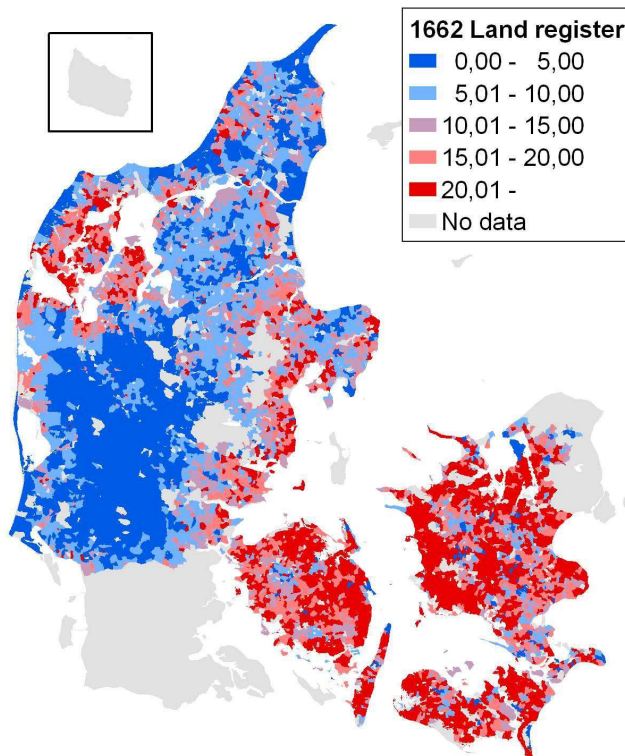 1662 Land register
0,00 - 5,00
5,01 - 10,00
10,01 - 15,00
15,01 - 20,00
20,01 -
No data